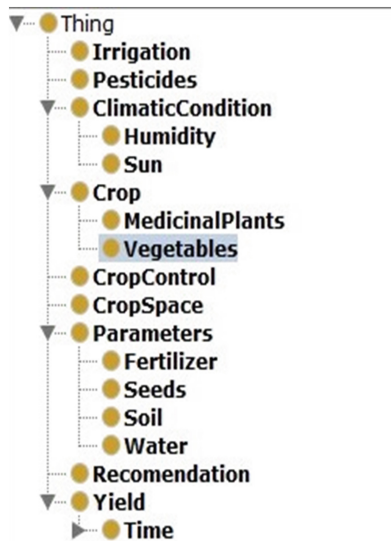 Thing
Irrigation
Pesticides
ClimaticCondition
Humidity
Sun
Crop
MedicinalPlants
Vegetables
CropControl
CropSpace
Parameters
Fertilizer
Seeds
Soil
Water
Recomendation
Yield
Time